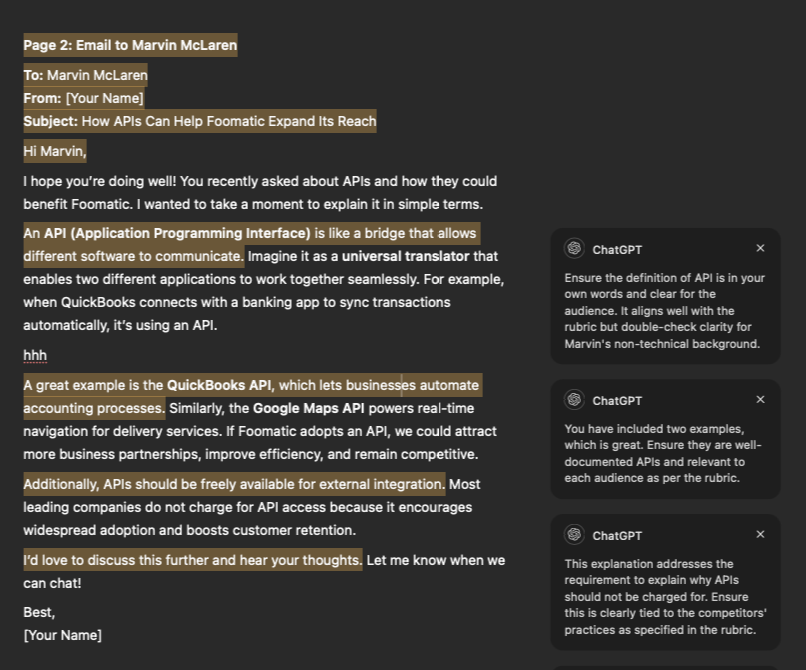 Page 2: Email to Marvin McLaren
To: Marvin McLaren
From: [Your Name]
Subject: How APIs Can Help Foomatic Expand Its Reach
Hi Marvin,
I hope you're doing well! You recently asked about APIs and how they could
benefit Foomatic. I wanted to take a moment to explain it in simple terms.
An API (Application Programming Interface) is like a bridge that allows
different software to communicate. Imagine it as a universal translator that
enables two different applications to work together seamlessly. For example,
when QuickBooks connects with a banking app to sync transactions
automatically, it's using an API.
hhh
A great example is the QuickBooks API, which lets businesses automate
accounting processes. Similarly, the Google Maps API powers real-time
navigation for delivery services. If Foomatic adopts an API, we could attract
more business partnerships, improve efficiency, and remain competitive.
Additionally, APIs should be freely available for external integration. Most
leading companies do not charge for API access because it encourages
widespread adoption and boosts customer retention.
I'd love to discuss this further and hear your thoughts. Let me know when we
can chat!
Best,
[Your Name]
ChatGPT
Ensure the definition of API is in your
own words and clear for the
audience. It aligns well with the
rubric but double-check clarity for
Marvin's non-technical background.
ChatGPT
You have included two examples,
which is great. Ensure they are well-
documented APIs and relevant to
each audience as per the rubric.
ChatGPT
This explanation addresses the
requirement to explain why APIs
should not be charged for. Ensure
this is clearly tied to the competitors'
practices as specified in the rubric.